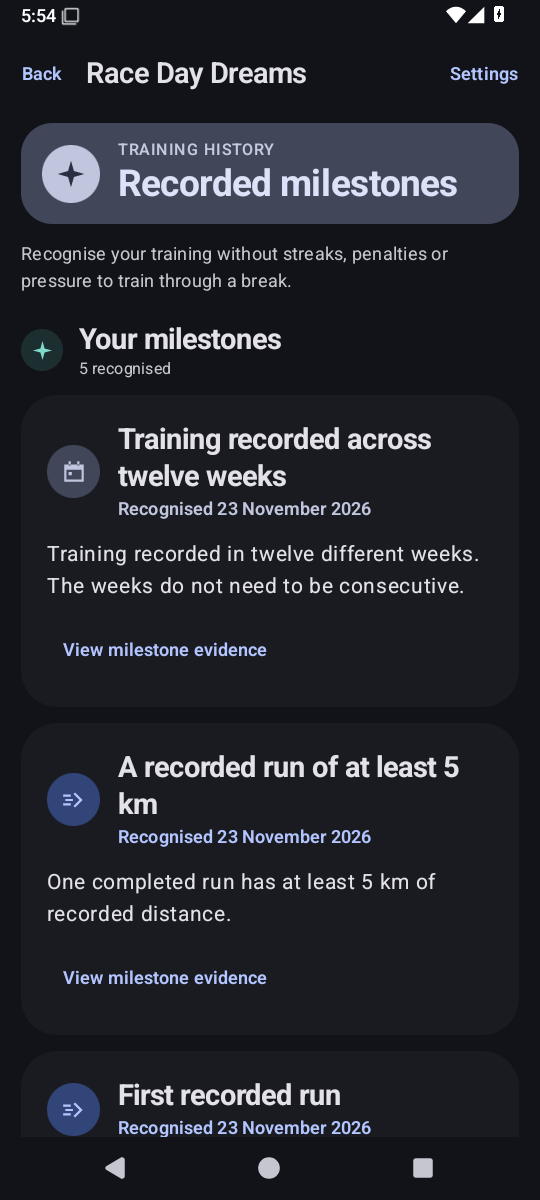 5:54
Back
Race Day Dreams
Settings
TRAINING HISTORY
Recorded milestones
Recognise your training without streaks, penalties or
pressure to train through a break.
Your milestones
5 recognised
Training recorded across
twelve weeks
Recognised 23 November 2026
Training recorded in twelve different weeks.
The weeks do not need to be consecutive.
View milestone evidence
A recorded run of at least 5
km
Recognised 23 November 2026
One completed run has at least 5 km of
recorded distance.
View milestone evidence
First recorded run
Recognised 23 November 2026